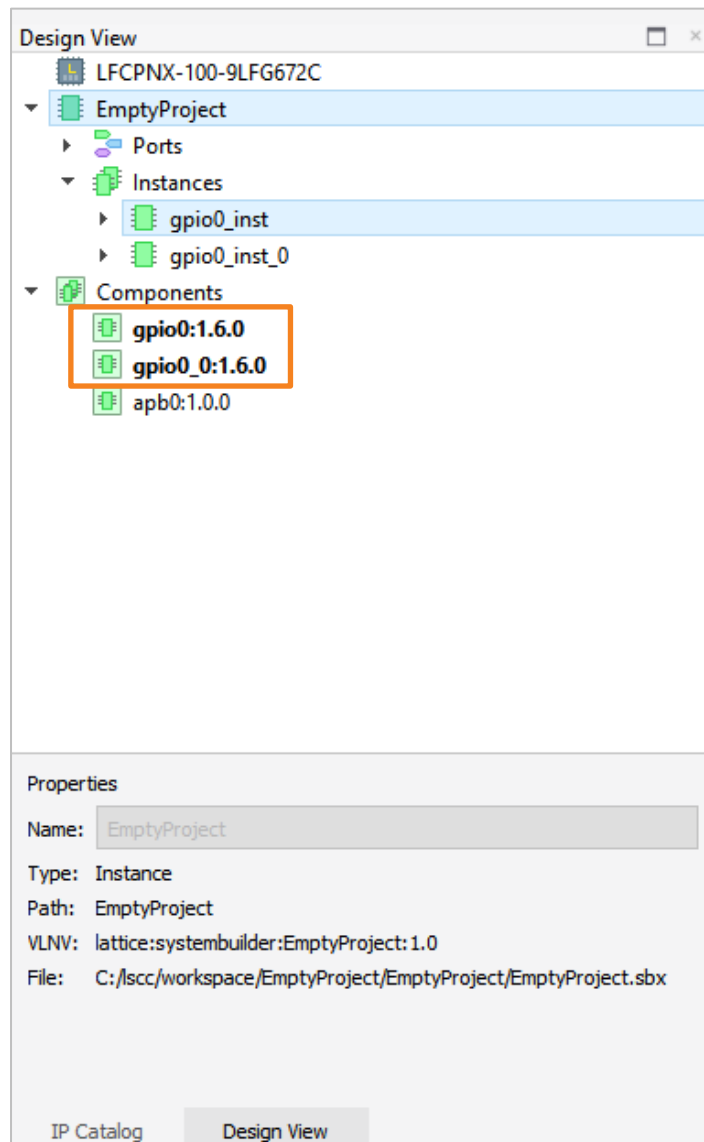 Design View
LFCPNX-100-9LFG672C
EmptyProject
Ports
Instances
gpio0_inst
gpio0_inst_0
Components
gpio0:1.6.0
gpio0_0:1.6.0
apb0:1.0.0
Properties
Name: EmptyProject
Type: Instance
Path: EmptyProject
VLNV: lattice:systembuilder:EmptyProject:1.0
File: C:/lscc/workspace/EmptyProject/EmptyProject/EmptyProject.sbx
IP Catalog Design View